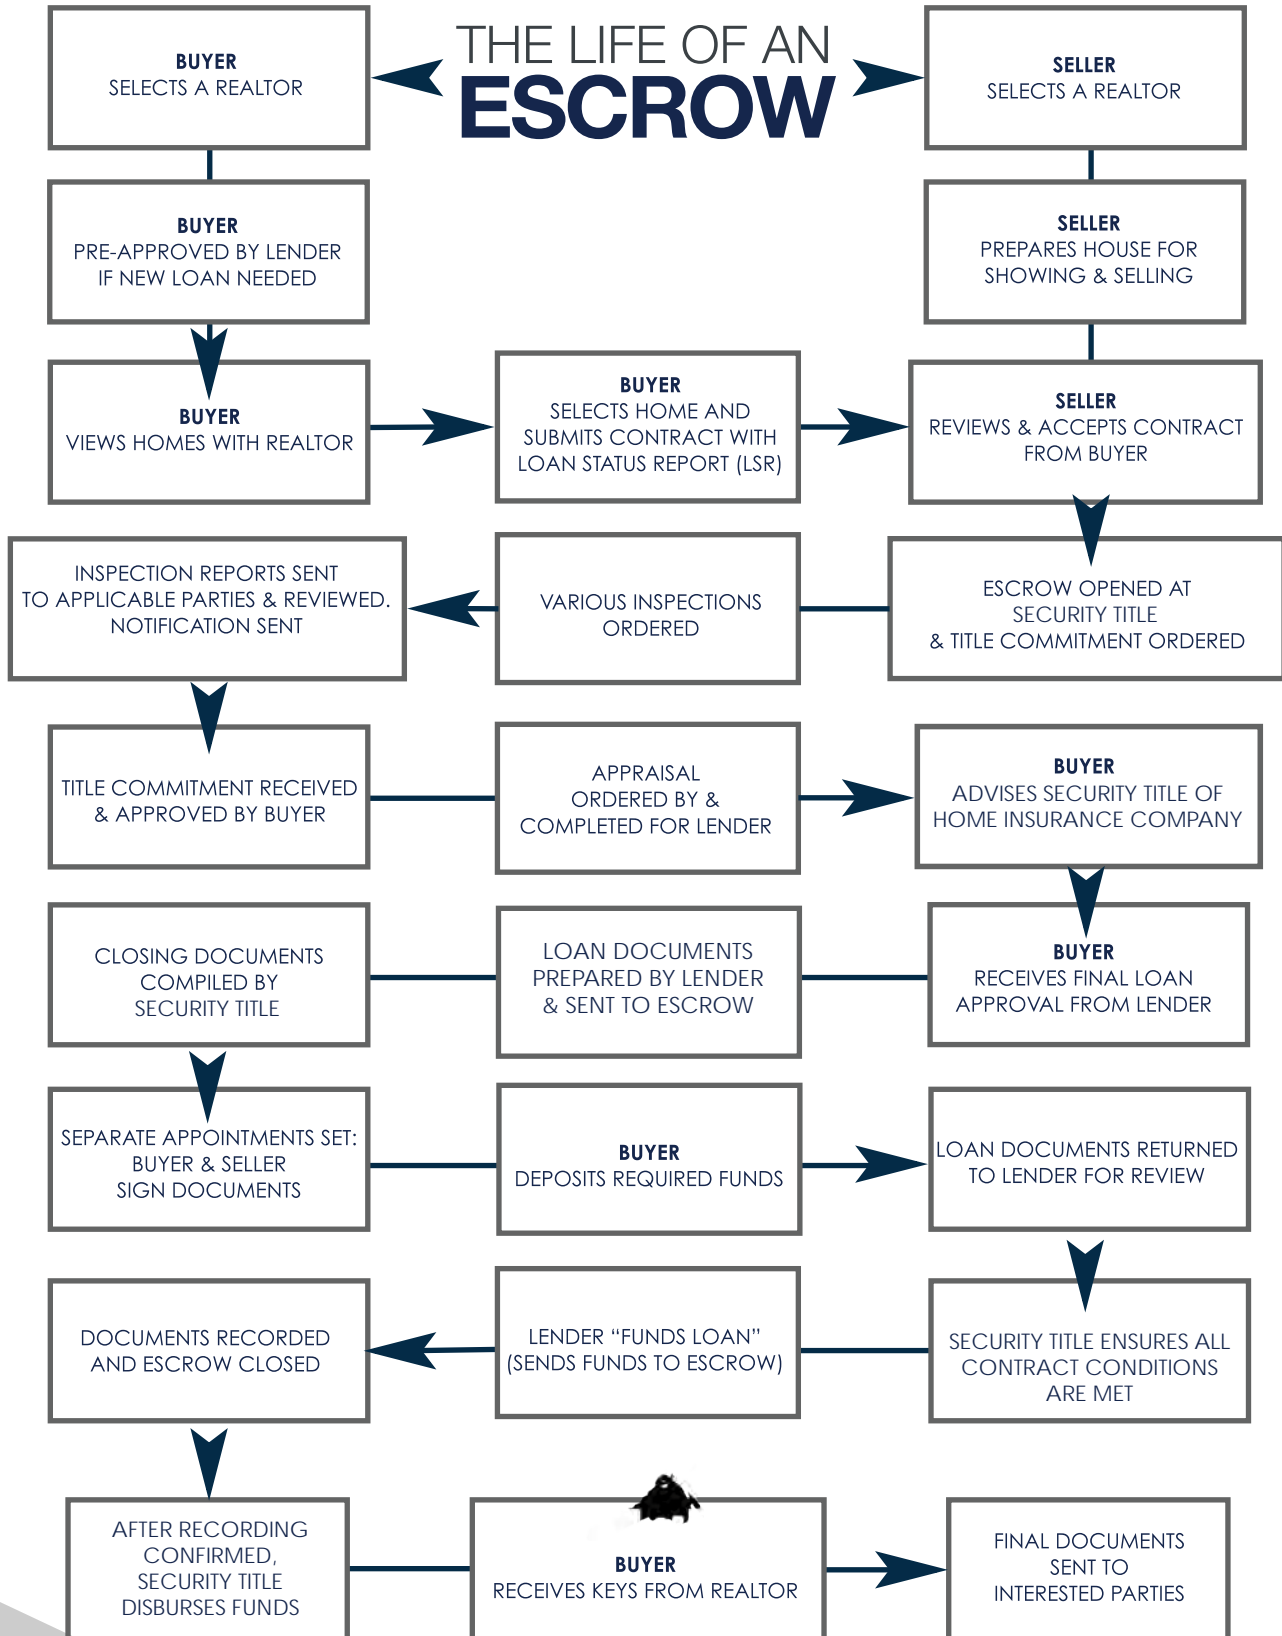 THE LIFE OF AN
ESCROW
BUYER
SELECTS A REALTOR
SELLER
SELECTS A REALTOR
BUYER
PRE-APPROVED BY LENDER
IF NEW LOAN NEEDED
SELLER
PREPARES HOUSE FOR
SHOWING & SELLING
BUYER
VIEWS HOMES WITH REALTOR
BUYER
SELECTS HOME AND
SUBMITS CONTRACT WITH
LOAN STATUS REPORT (LSR)
SELLER
REVIEWS & ACCEPTS CONTRACT
FROM BUYER
ESCROW OPENED AT
SECURITY TITLE
& TITLE COMMITMENT ORDERED
VARIOUS INSPECTIONS
ORDERED
INSPECTION REPORTS SENT
TO APPLICABLE PARTIES & REVIEWED.
NOTIFICATION SENT
TITLE COMMITMENT RECEIVED
& APPROVED BY BUYER
APPRAISAL
ORDERED BY &
COMPLETED FOR LENDER
BUYER
ADVISES SECURITY TITLE OF
HOME INSURANCE COMPANY
BUYER
RECEIVES FINAL LOAN
APPROVAL FROM LENDER
LOAN DOCUMENTS
PREPARED BY LENDER
& SENT TO ESCROW
CLOSING DOCUMENTS
COMPILED BY
SECURITY TITLE
SEPARATE APPOINTMENTS SET:
BUYER & SELLER
SIGN DOCUMENTS
BUYER
DEPOSITS REQUIRED FUNDS
LOAN DOCUMENTS RETURNED
TO LENDER FOR REVIEW
SECURITY TITLE ENSURES ALL
CONTRACT CONDITIONS
ARE MET
LENDER “FUNDS LOAN”
(SENDS FUNDS TO ESCROW)
DOCUMENTS RECORDED
AND ESCROW CLOSED
AFTER RECORDING
CONFIRMED,
SECURITY TITLE
DISBURSES FUNDS
BUYER
RECEIVES KEYS FROM REALTOR
FINAL DOCUMENTS
SENT TO
INTERESTED PARTIES